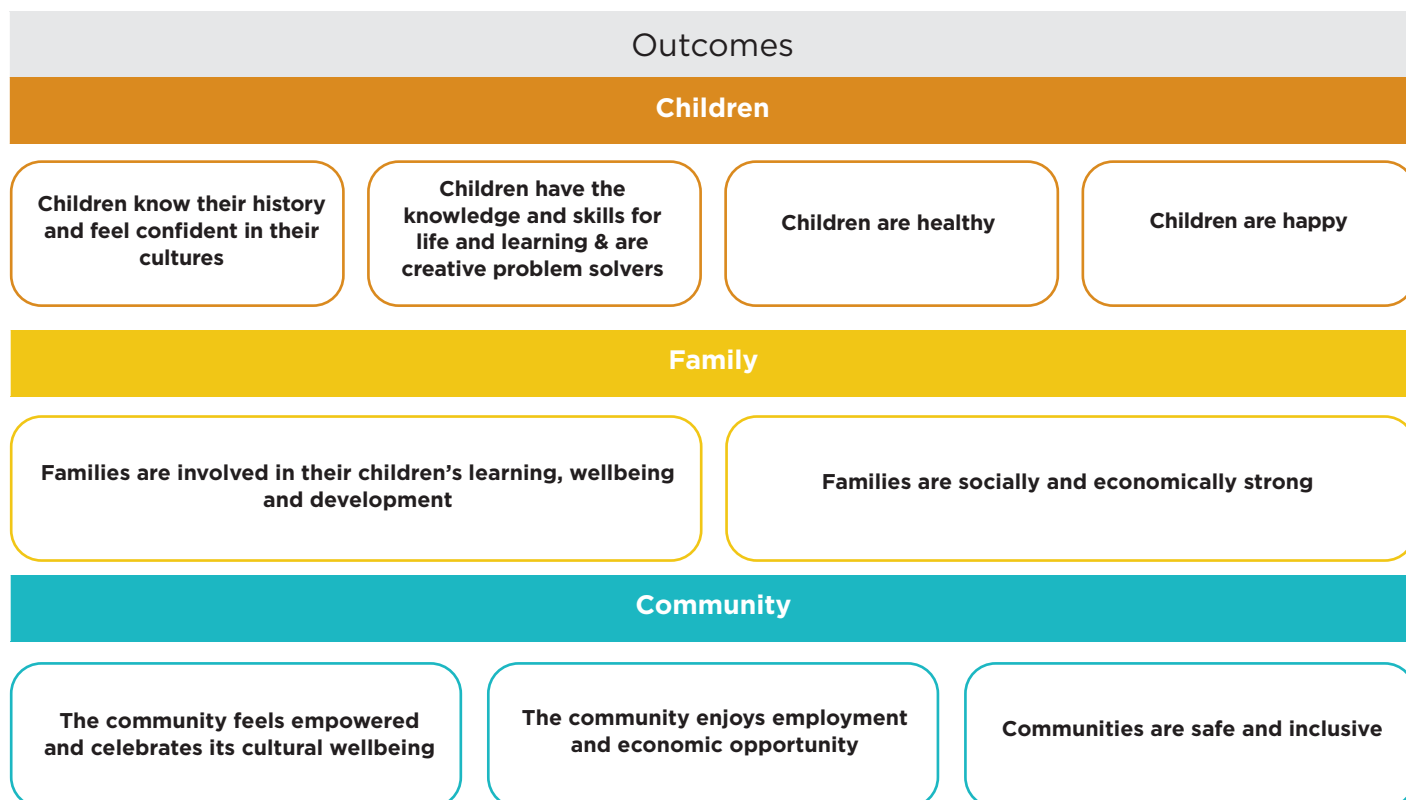 Outcomes
Children
Children know their history
and feel confident in their
cultures
Children have the
knowledge and skills for
life and learning & are
creative problem solvers
Children are healthy
Children are happy
Family
Families are involved in their children’s learning, wellbeing
and development
Families are socially and economically strong
Community
The community feels empowered
and celebrates its cultural wellbeing
The community enjoys employment
and economic opportunity
Communities are safe and inclusive